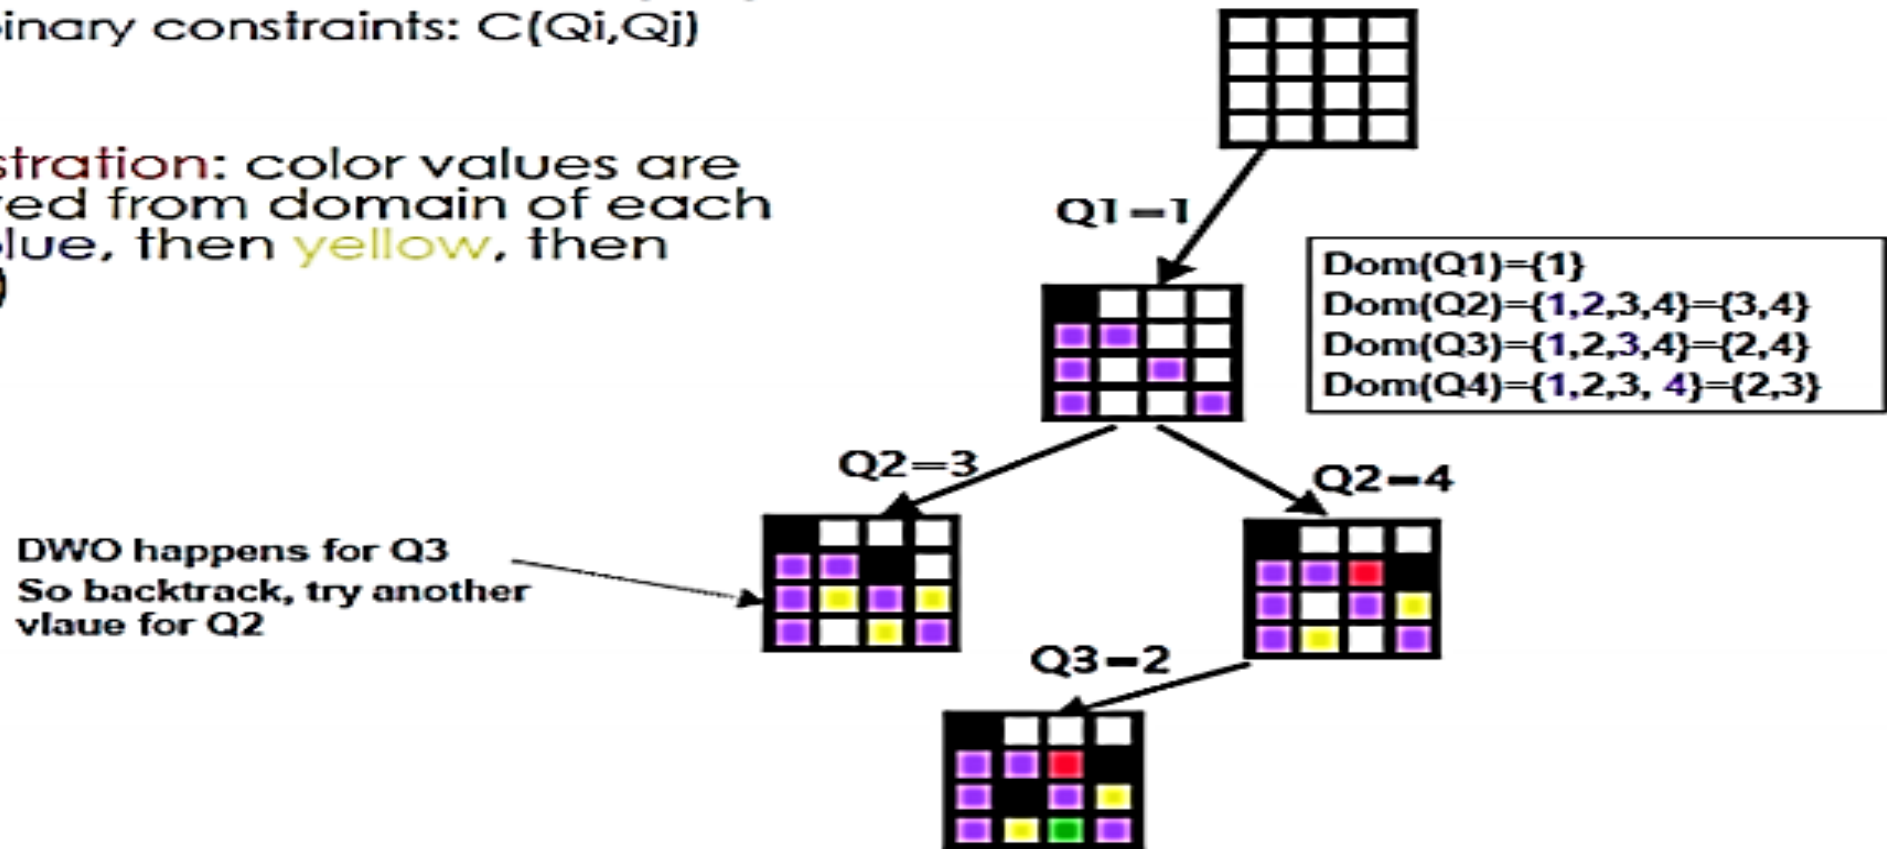 inary constraints: C(Qi,Qj)
stration: color values are
ed from domain of each
lue, then yellow, then
)
Q1=1
Dom(Q1)={1}
Dom(Q2)={1,2,3,4}={3,4}
Dom(Q3)={1,2,3,4}={2,4}
Dom(Q4)={1,2,3, 4}={2,3}
Q2=3
Q2=4
DWO happens for Q3
So backtrack, try another
vlaue for Q2
Q3=2